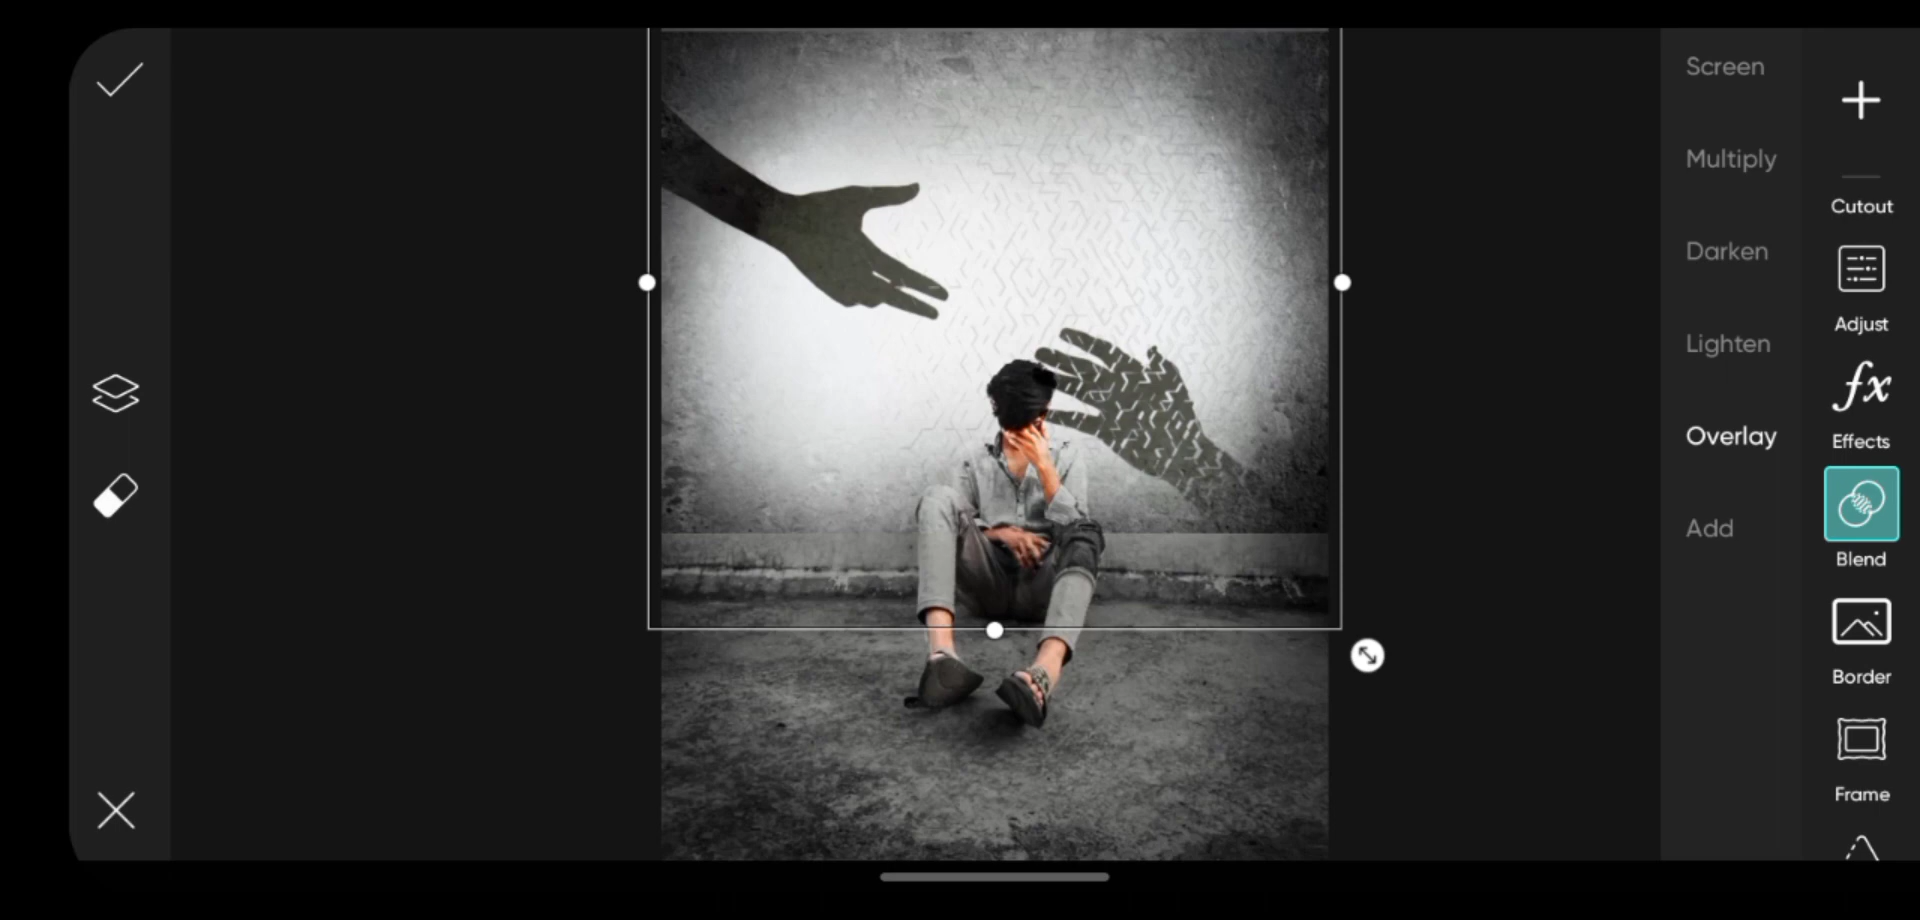 Screen
Multiply
Darken
Lighten
Overlay
Add
Cutout
Adjust
fx
Effects
Blend
Border
Frame